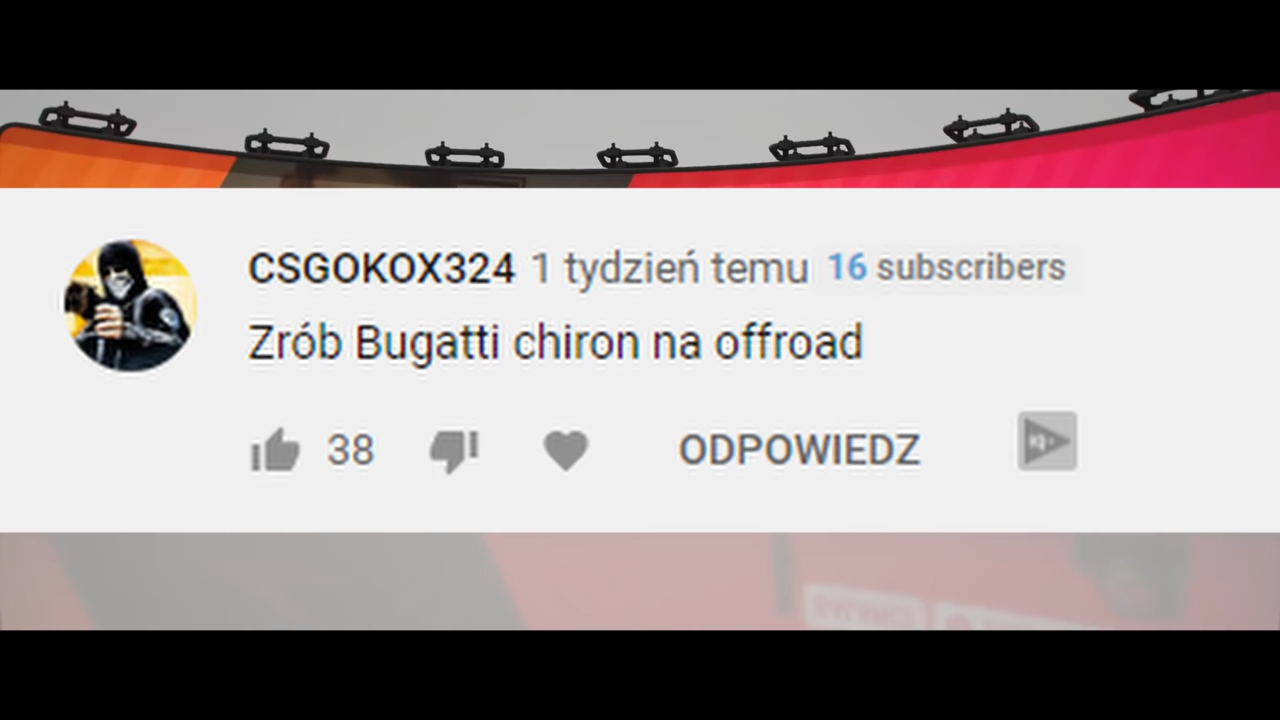 CSGOKOX324 1 tydzień temu 16 subscribers
Zrób Bugatti chiron na offroad
38 ODPOWIEDZ